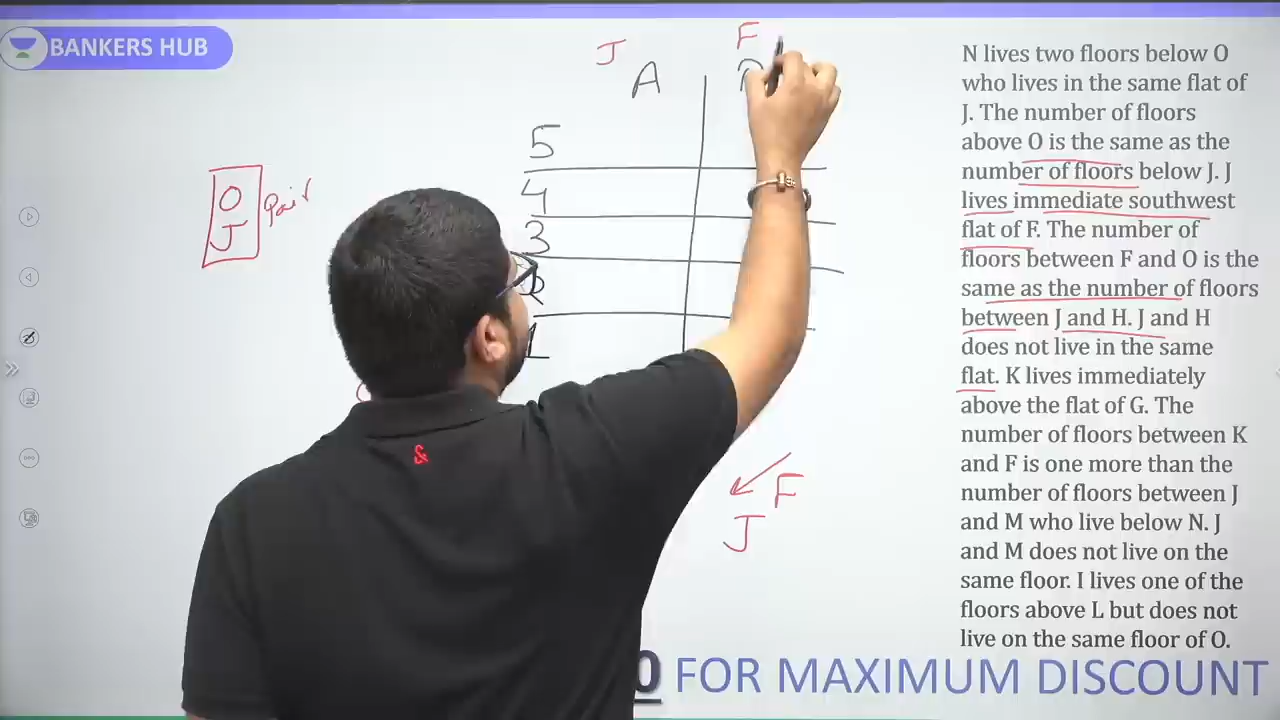 BANKERS HUB
J
F
A
5
4
3
1
O
J
Pair
F
J
&
N lives two floors below O
who lives in the same flat of
J. The number of floors
above O is the same as the
number of floors below J. J
lives immediate southwest
flat of F. The number of
floors between F and O is the
same as the number of floors
between J and H. J and H
does not live in the same
flat. K lives immediately
above the flat of G. The
number of floors between K
and F is one more than the
number of floors between J
and M who live below N. J
and M does not live on the
same floor. I lives one of the
floors above L but does not
live on the same floor of O.
0 FOR MAXIMUM DISCOUNT